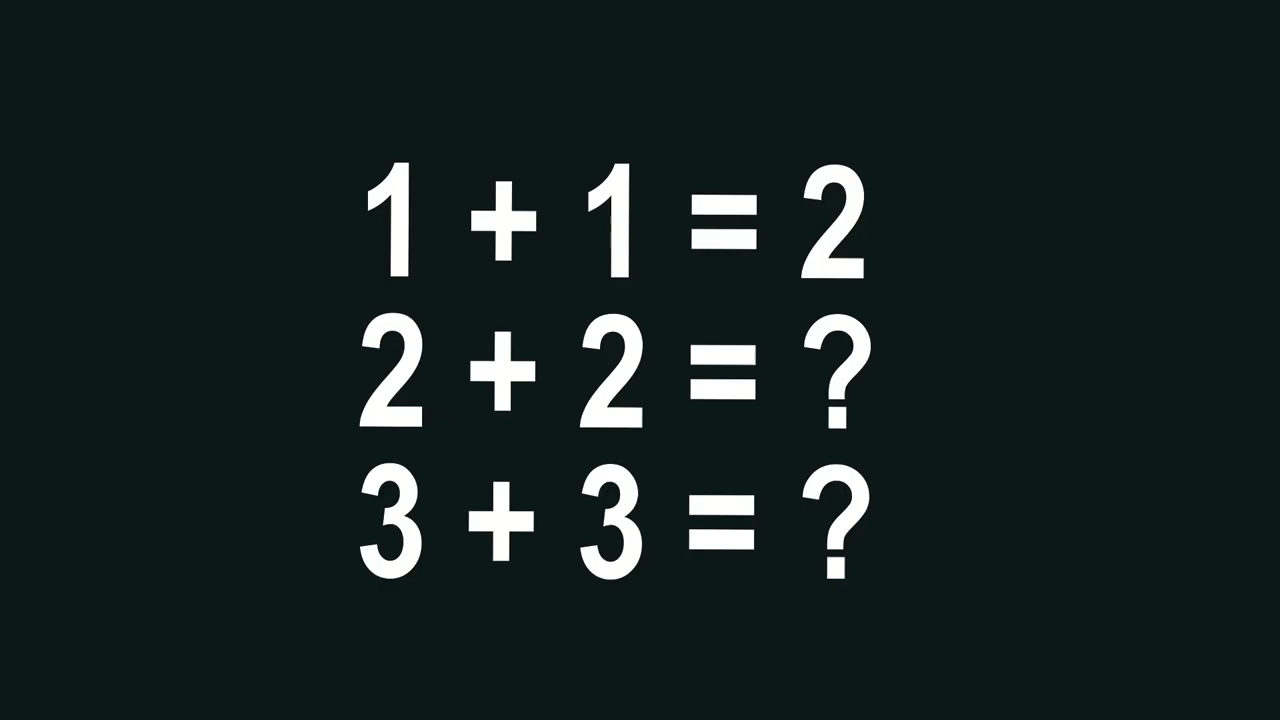 1 + 1 = 2
2 + 2 = ?
3 + 3 = ?